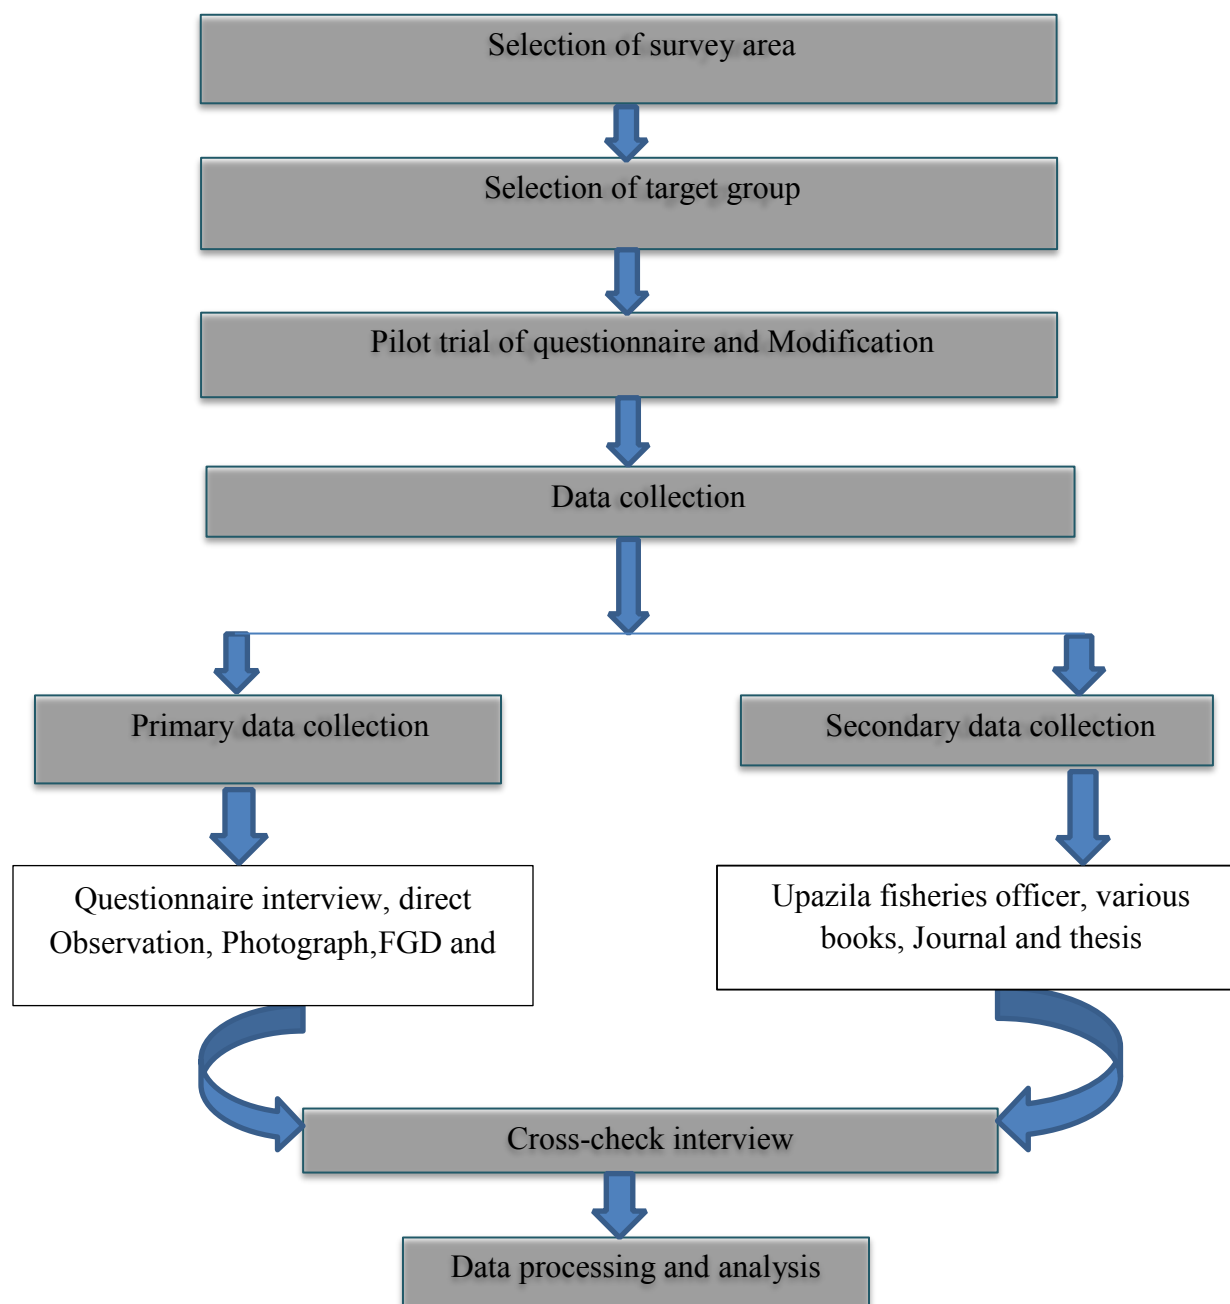 Selection of survey area
Selection of target group
Pilot trial of questionnaire and Modification
Data collection
Primary data collection
Secondary data collection
Questionnaire interview, direct
Observation, Photograph,FGD and
Upazila fisheries officer, various
books, Journal and thesis
Cross-check interview
Data processing and analysis